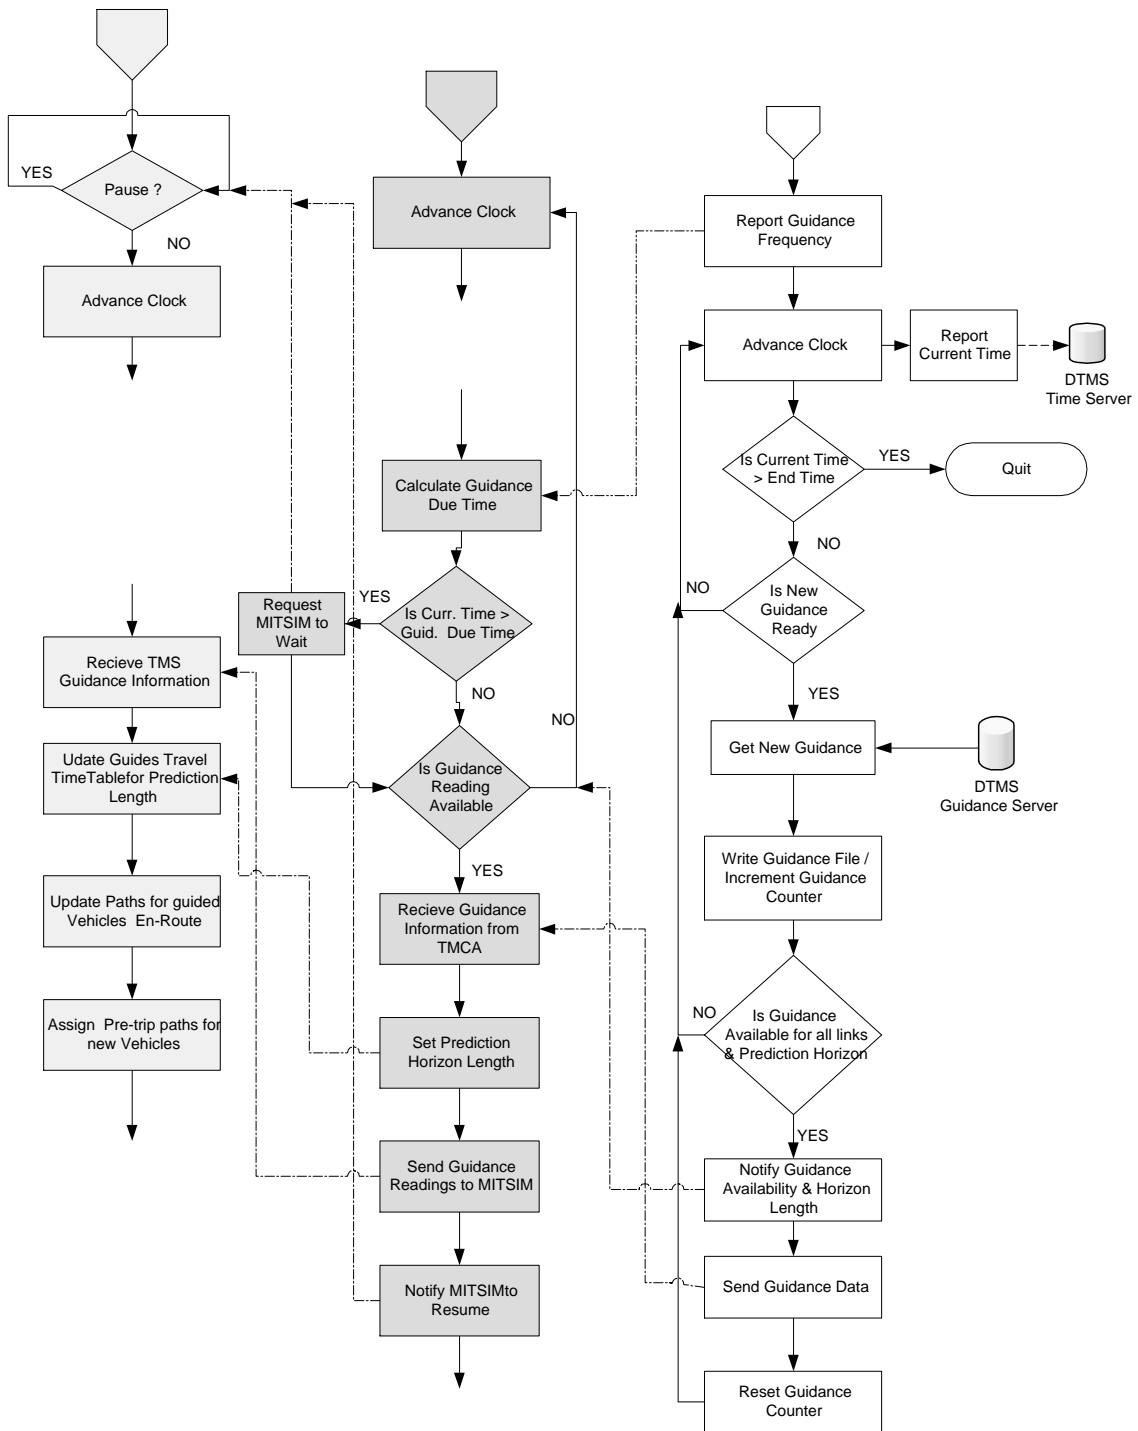 YES
Pause ?
NO
Advance Clock
Recieve TMS
Guidance Information
Udate Guides Travel
TimeTablefor Prediction
Length
Update Paths for guided
Vehicles En-Route
Assign Pre-trip paths for
new Vehicles
Advance Clock
Calculate Guidance
Due Time
YES
Request
MITSIM to
Wait
Is Curr. Time >
Guid. Due Time
NO
NO
Is Guidance
Reading
Available
YES
Recieve Guidance
Information from
TMCA
Set Prediction
Horizon Length
Send Guidance
Readings to MITSIM
Notify MITSIMto
Resume
Report Guidance
Frequency
Advance Clock
Report
Current Time
DTMS
Time Server
Is Current Time
> End Time
YES
Quit
NO
NO
Is New
Guidance
Ready
YES
Get New Guidance
DTMS
Guidance Server
Write Guidance File /
Increment Guidance
Counter
NO
Is Guidance
Available for all links
& Prediction Horizon
YES
Notify Guidance
Availability & Horizon
Length
Send Guidance Data
Reset Guidance
Counter